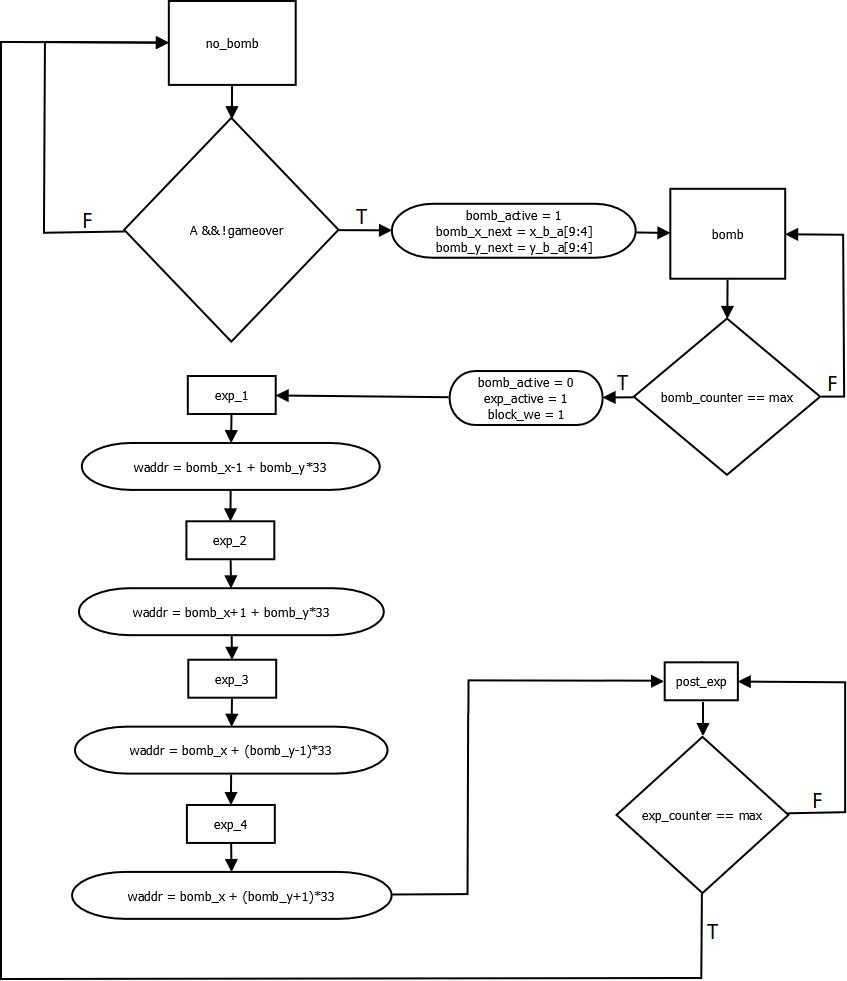 no_bomb
A &&!gameover
F
T
bomb_active = 1
bomb_x_next = x_b_a[9:4]
bomb_y_next = y_b_a[9:4]
bomb
bomb_counter == max
F
T
bomb_active = 0
exp_active = 1
block_we = 1
exp_1
waddr = bomb_x-1 + bomb_y*33
exp_2
waddr = bomb_x+1 + bomb_y*33
exp_3
waddr = bomb_x + (bomb_y-1)*33
exp_4
waddr = bomb_x + (bomb_y+1)*33
post_exp
exp_counter == max
F
T